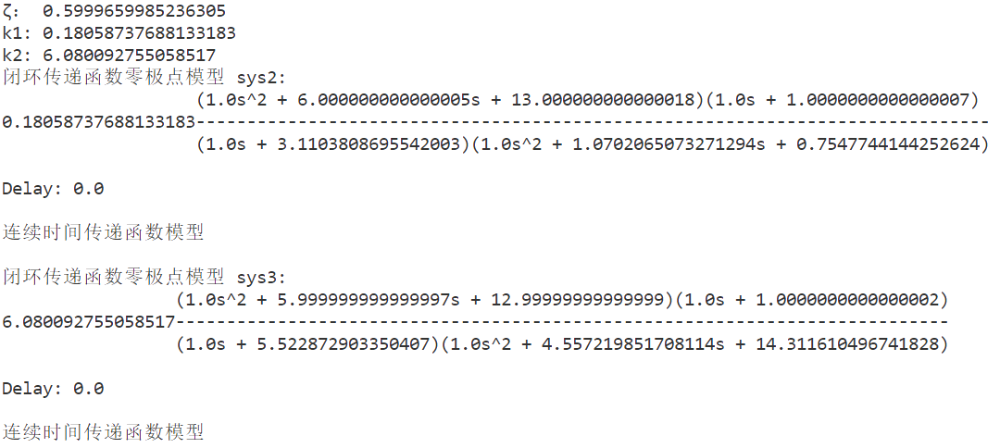 ζ： 0.5999659985236305
k1: 0.18058737688133183
k2: 6.080092755058517
闭环传递函数零极点模型 sys2:
(1.0s^2 + 6.000000000000005s + 13.000000000000018)(1.0s + 1.0000000000000007)
0.18058737688133183------------------------------------------------------------------------------
(1.0s + 3.1103808695542003)(1.0s^2 + 1.0702065073271294s + 0.7547744144252624)
Delay: 0.0
连续时间传递函数模型
闭环传递函数零极点模型 sys3:
(1.0s^2 + 5.999999999999997s + 12.99999999999999)(1.0s + 1.0000000000000002)
6.080092755058517----------------------------------------------------------------------------
(1.0s + 5.522872903350407)(1.0s^2 + 4.557219851708114s + 14.311610496741828)
Delay: 0.0
连续时间传递函数模型